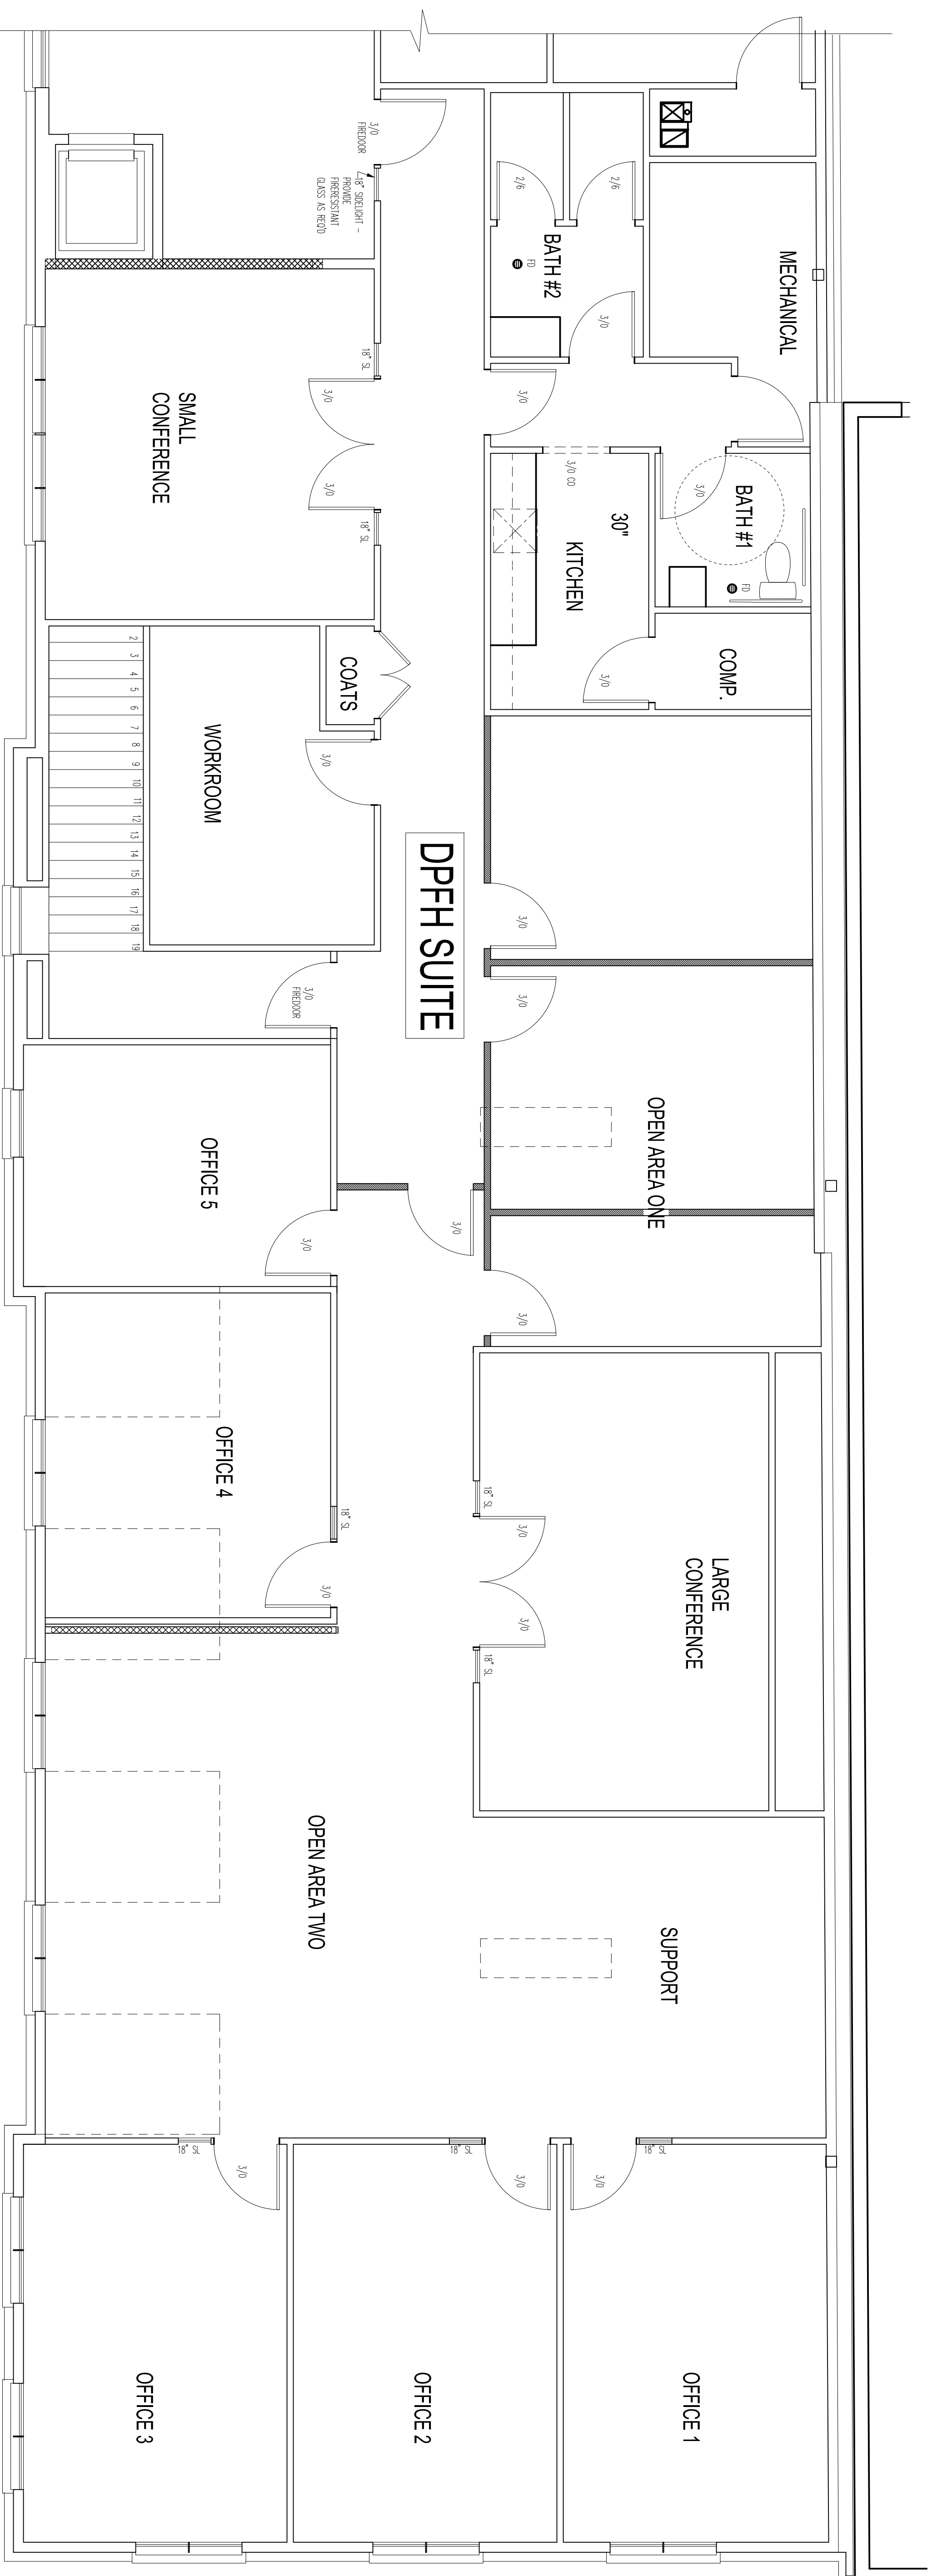 3/0
FIREDOOR
18" SIDELIGHT -
PROVIDE
FIRERESISTANT
GLASS AS REQ'D
2/6
2/6
BATH #2
FD
3/0
MECHANICAL
18" SL
3/0
3/0
18" SL
SMALL
CONFERENCE
3/0
3/0 CO
30"
KITCHEN
3/0
BATH #1
FD
3/0
COMP.
COATS
3/0
WORKROOM
2
3
4
5
6
7
8
9
10
11
12
13
14
15
16
17
18
19
DPFH SUITE
3/0
3/0
3/0
FIREDOOR
OPEN AREA ONE
OFFICE 5
3/0
3/0
3/0
OFFICE 4
18" SL
3/0
18" SL
3/0
3/0
18" SL
LARGE
CONFERENCE
OPEN AREA TWO
SUPPORT
18" SL
3/0
18" SL
3/0
3/0
18" SL
OFFICE 3
OFFICE 2
OFFICE 1